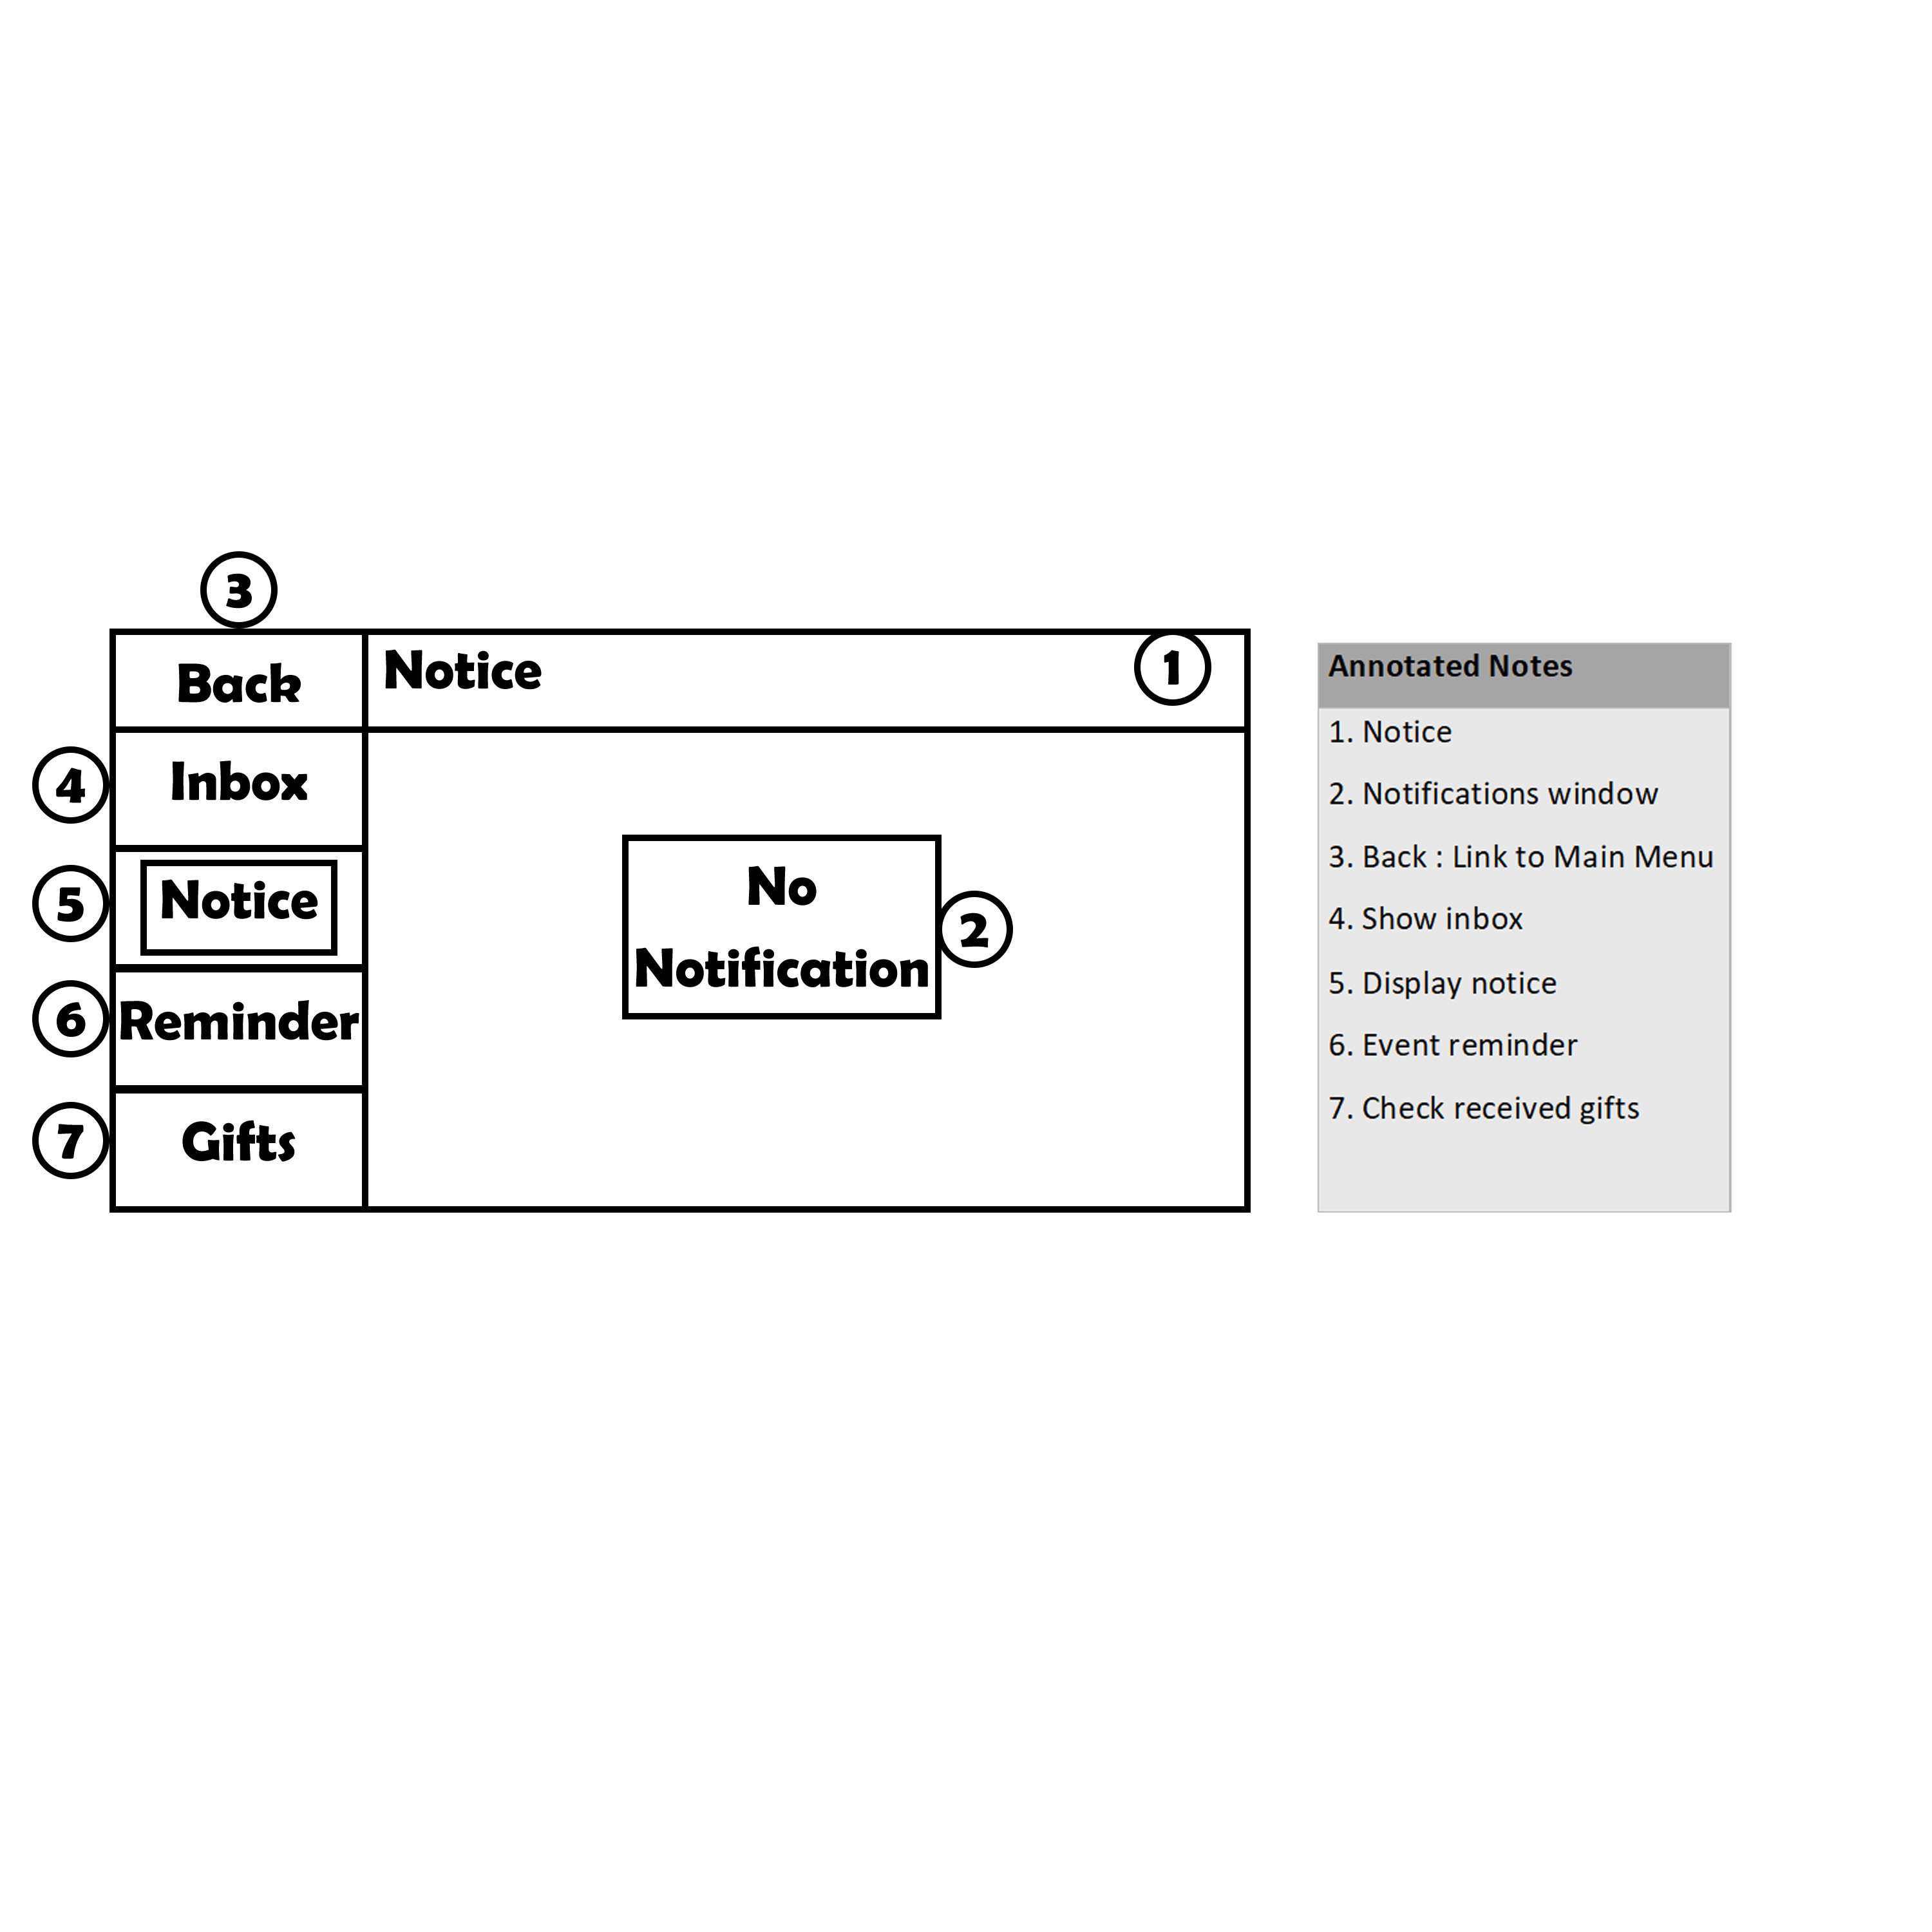 3
Back
Notice
1
4
Inbox
5
Notice
6
Reminder
7
Gifts
No
Notification
2
Annotated Notes
1. Notice
2. Notifications window
3. Back : Link to Main Menu
4. Show inbox
5. Display notice
6. Event reminder
7. Check received gifts